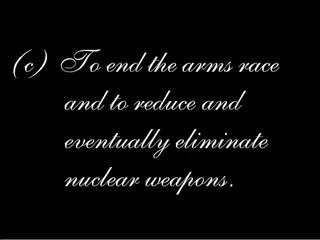 (c) To end the arms race
and to reduce and
eventually eliminate
nuclear weapons.